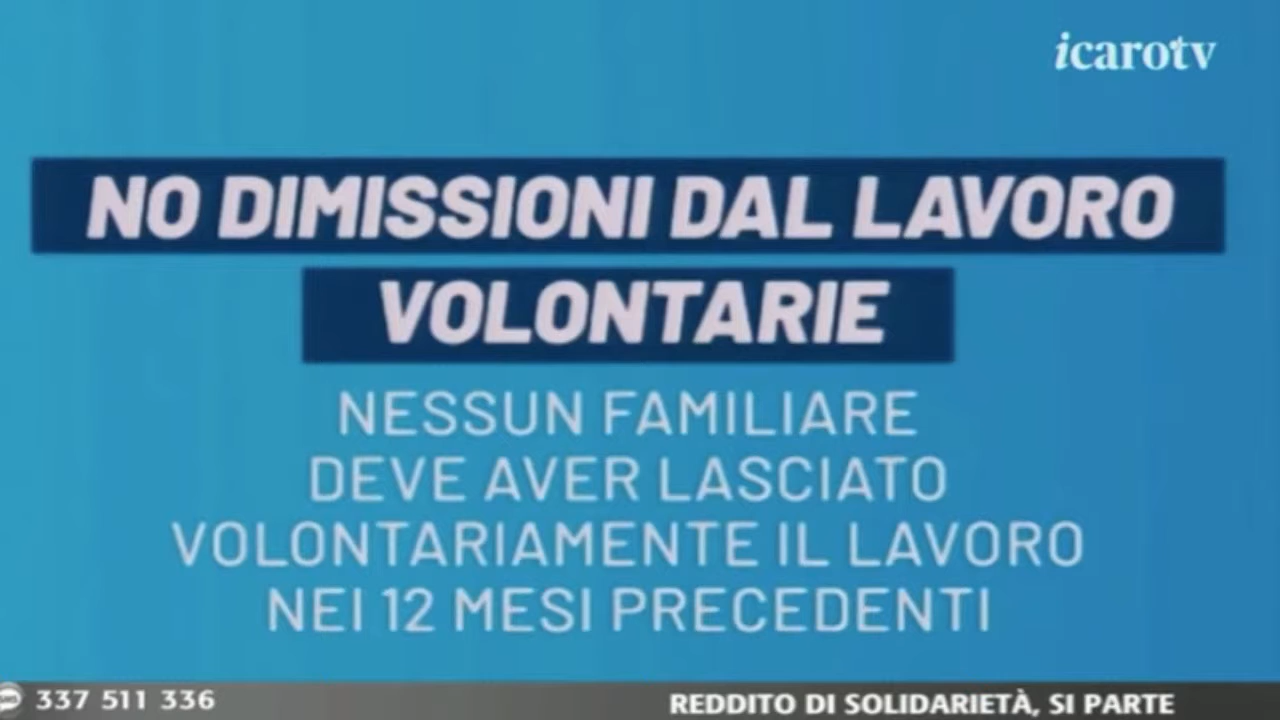 icarotv
NO DIMISSIONI DAL LAVORO
VOLONTARIE
NESSUN FAMILIARE
DEVE AVER LASCIATO
VOLONTARIAMENTE IL LAVORO
NEI 12 MESI PRECEDENTI
337 511 336
REDDITO DI SOLIDARIETÀ, SI PARTE